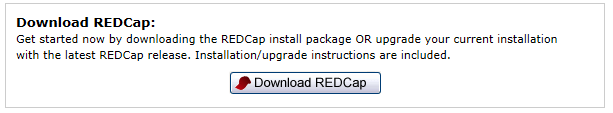 Download REDCap:
Get started now by downloading the REDCap install package OR upgrade your current installation
with the latest REDCap release. Installation/upgrade instructions are included.
Download REDCap